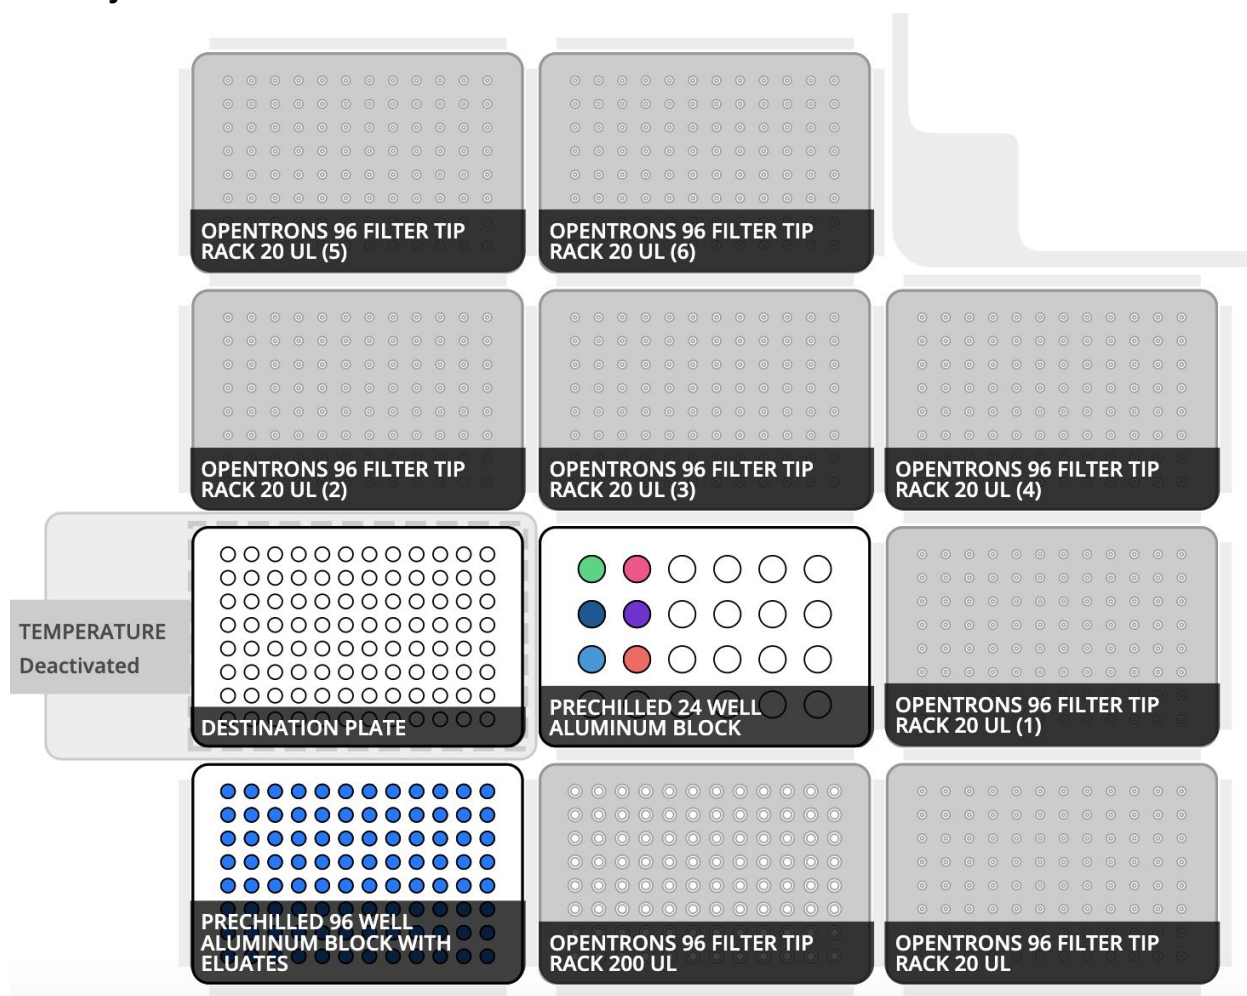 OPENTRONS 96 FILTER TIP
RACK 20 UL (5)
OPENTRONS 96 FILTER TIP
RACK 20 UL (6)
OPENTRONS 96 FILTER TIP
RACK 20 UL (2)
OPENTRONS 96 FILTER TIP
RACK 20 UL (3)
OPENTRONS 96 FILTER TIP
RACK 20 UL (4)
TEMPERATURE
Deactivated
DESTINATION PLATE
PRECHILLED 24 WELL
ALUMINUM BLOCK
OPENTRONS 96 FILTER TIP
RACK 20 UL (1)
PRECHILLED 96 WELL
ALUMINUM BLOCK WITH
ELUATES
OPENTRONS 96 FILTER TIP
RACK 200 UL
OPENTRONS 96 FILTER TIP
RACK 20 UL